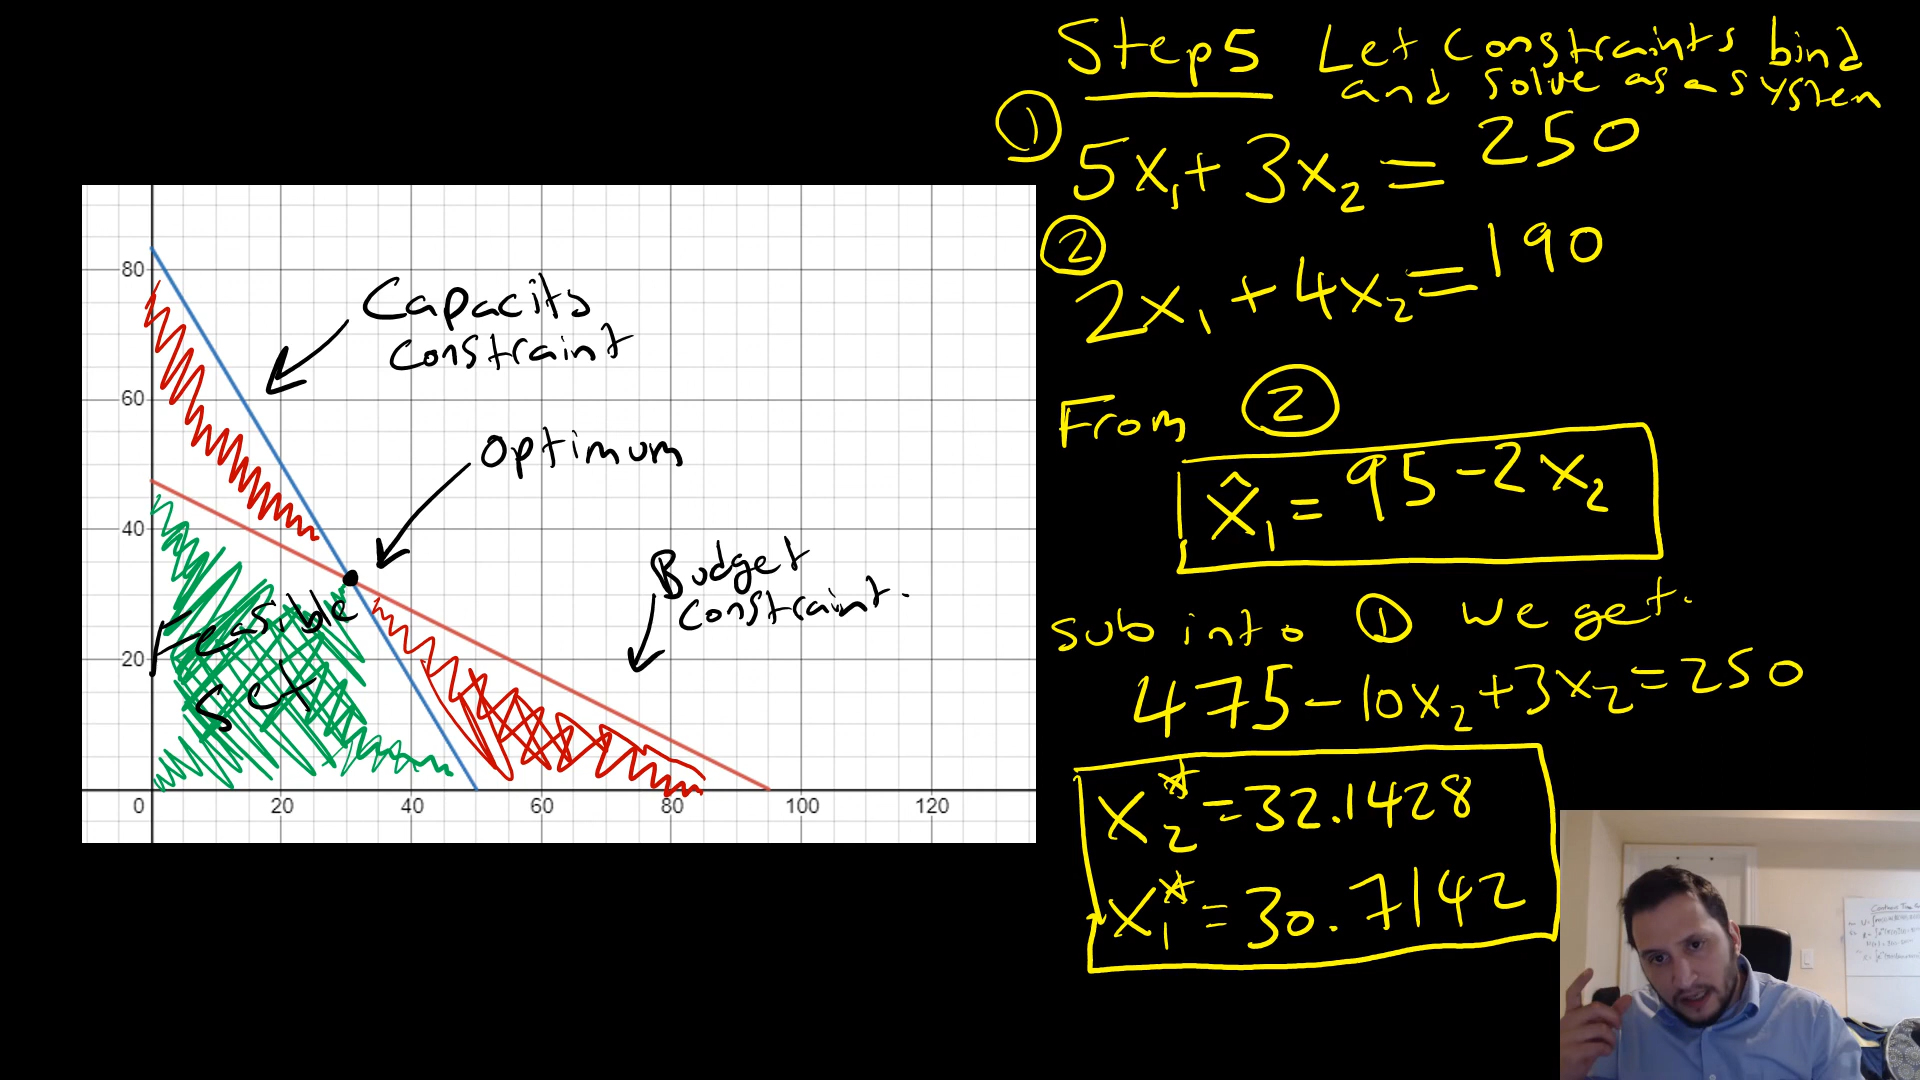 Step 5 Let constraints bind
and solve as a system
① 5x₁ + 3x₂ = 250
② 2x₁ + 4x₂ = 190
From ②
x̂₁ = 95 - 2x₂
sub into ① we get.
475 - 10x₂ + 3x₂ = 250
x₂* = 32.1428
x₁* = 30.7142
Capacity
constraint
optimum
Budget
constraint.
Feasible
set
80
60
40
20
0 20 40 60 80 100 120